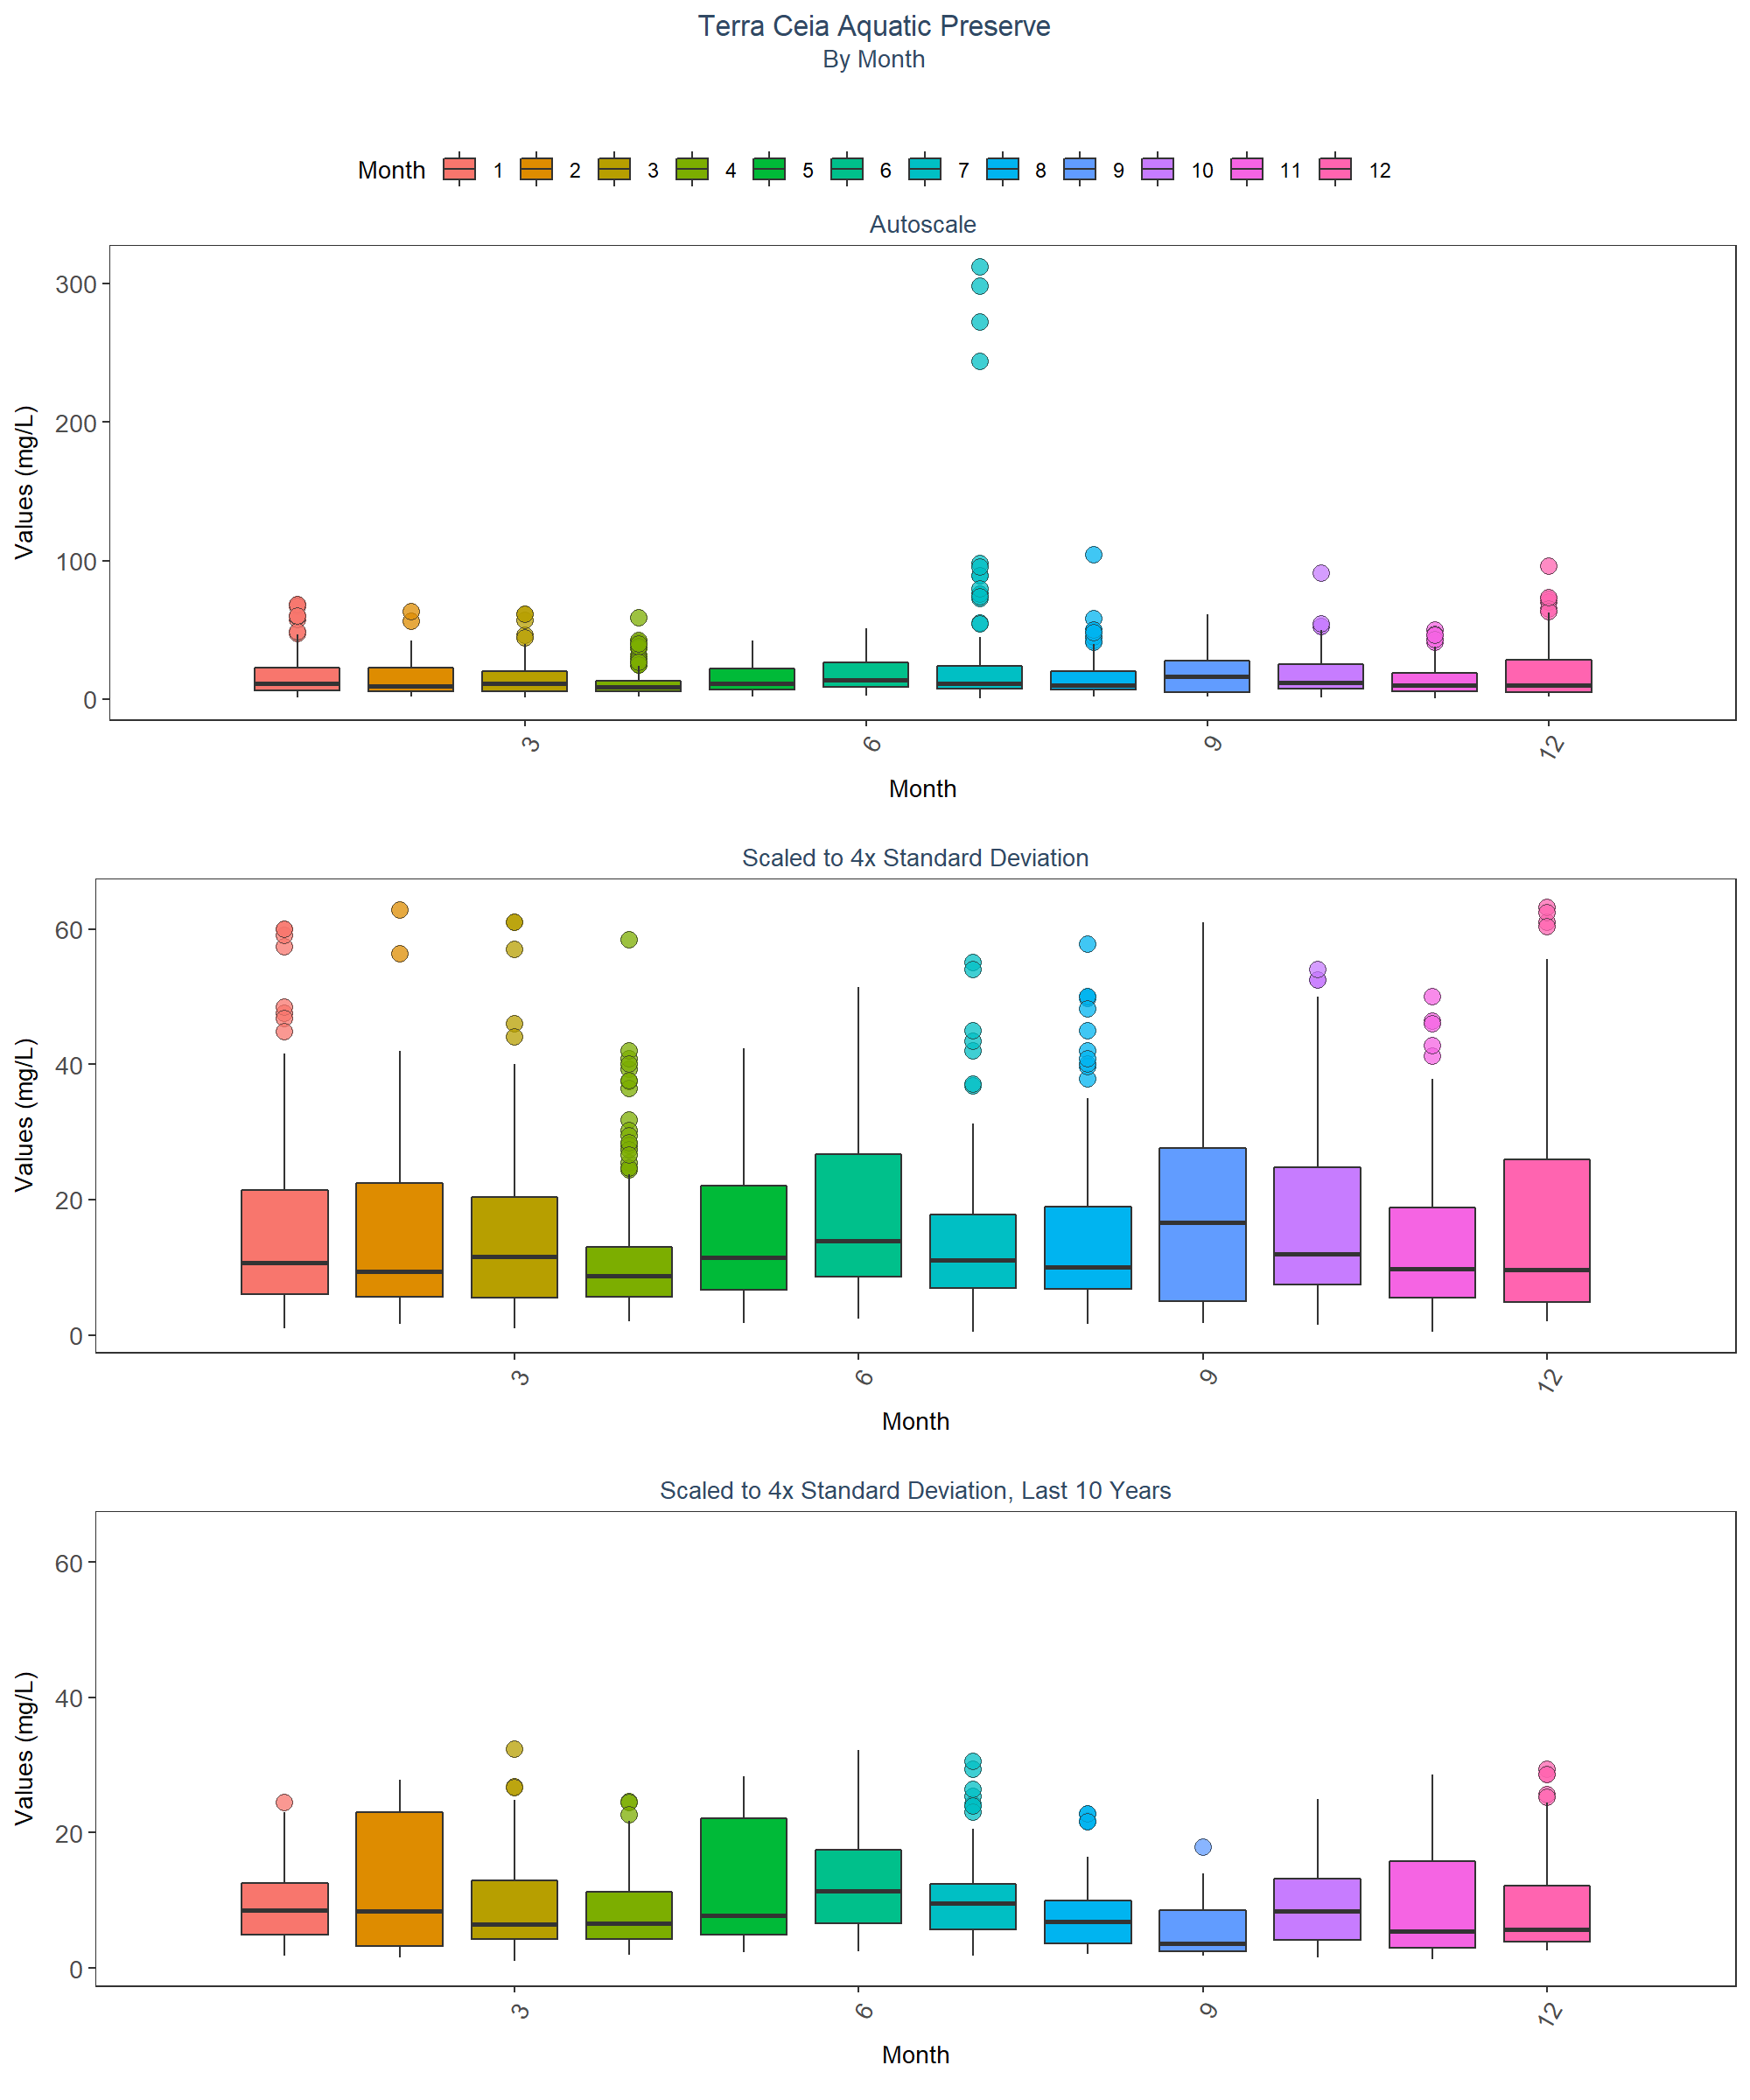 Terra Ceia Aquatic Preserve
By Month
Month 1 2 3 4 5 6 7 8 9 10 11 12
Autoscale
Values (mg/L)
300
200
100
0
3 6 9 12
Month
Scaled to 4x Standard Deviation
Values (mg/L)
60
40
20
0
3 6 9 12
Month
Scaled to 4x Standard Deviation, Last 10 Years
Values (mg/L)
60
40
20
0
3 6 9 12
Month